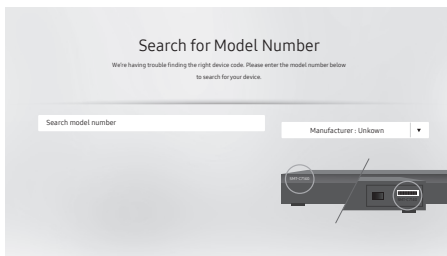 Search for Model Number
We're having trouble finding the right device code. Please enter the model number below
to search for your device.
Search model number
Manufacturer : Unkown